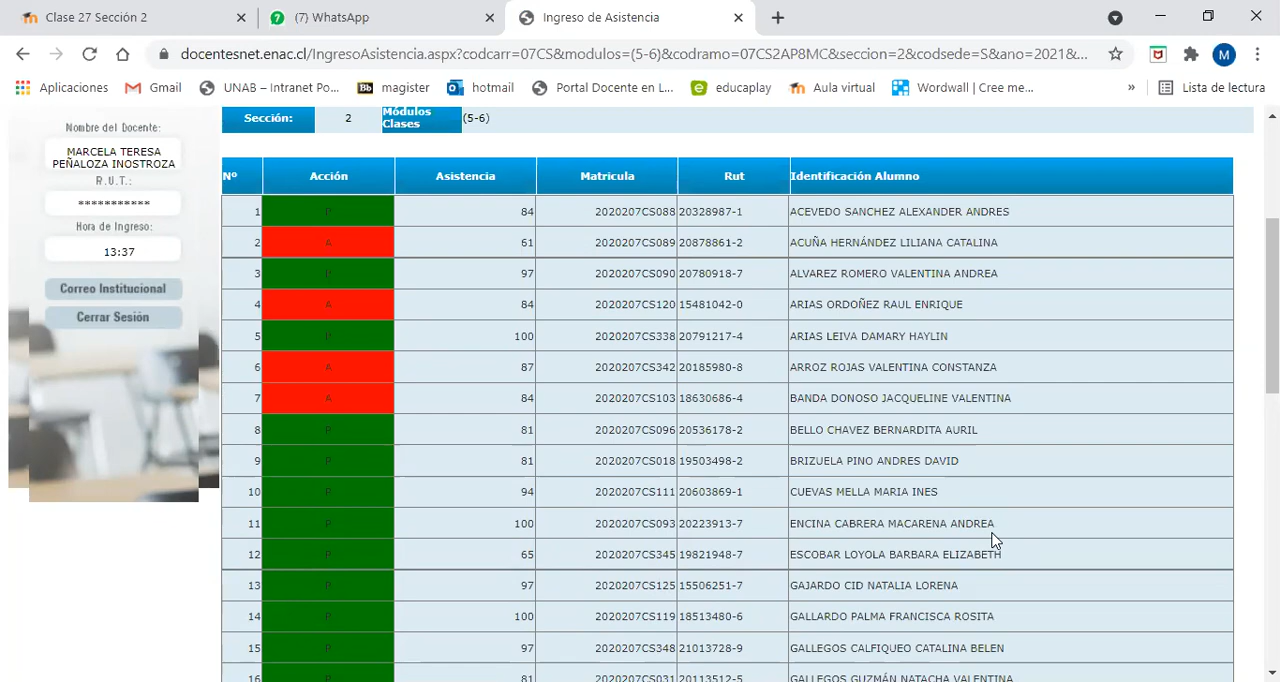 Clase 27 Sección 2
(7) WhatsApp
Ingreso de Asistencia
docentesnet.enac.cl/IngresoAsistencia.aspx?codcarr=07CS&modulos=(5-6)&codramo=07CS2AP8MC&seccion=2&codsede=S&ano=2021&...
M
Aplicaciones Gmail UNAB – Intranet Po... Bb magister hotmail Portal Docente en L... educaplay Aula virtual Wordwall | Cree me... » Lista de lectura
Nombre del Docente:
MARCELA TERESA
PEÑALOZA INOSTROZA
R.U.T.:
***********
Hora de Ingreso:
13:37
Correo Institucional
Cerrar Sesión
Sección: 2 Módulos Clases (5-6)
Nº Acción Asistencia Matricula Rut Identificación Alumno
1 P 84 2020207CS088 20328987-1 ACEVEDO SANCHEZ ALEXANDER ANDRES
2 A 61 2020207CS089 20878861-2 ACUÑA HERNÁNDEZ LILIANA CATALINA
3 P 97 2020207CS090 20780918-7 ALVAREZ ROMERO VALENTINA ANDREA
4 A 84 2020207CS120 15481042-0 ARIAS ORDOÑEZ RAUL ENRIQUE
5 P 100 2020207CS338 20791217-4 ARIAS LEIVA DAMARY HAYLIN
6 A 87 2020207CS342 20185980-8 ARROZ ROJAS VALENTINA CONSTANZA
7 A 84 2020207CS103 18630686-4 BANDA DONOSO JACQUELINE VALENTINA
8 P 81 2020207CS096 20536178-2 BELLO CHAVEZ BERNARDITA AURIL
9 P 81 2020207CS018 19503498-2 BRIZUELA PINO ANDRES DAVID
10 P 94 2020207CS111 20603869-1 CUEVAS MELLA MARIA INES
11 P 100 2020207CS093 20223913-7 ENCINA CABRERA MACARENA ANDREA
12 P 65 2020207CS345 19821948-7 ESCOBAR LOYOLA BARBARA ELIZABETH
13 P 97 2020207CS125 15506251-7 GAJARDO CID NATALIA LORENA
14 P 100 2020207CS119 18513480-6 GALLARDO PALMA FRANCISCA ROSITA
15 P 97 2020207CS348 21013728-9 GALLEGOS CALFIQUEO CATALINA BELEN
16 P 81 2020207CS031 20113512-5 GALLEGOS GUZMÁN NATACHA VALENTINA